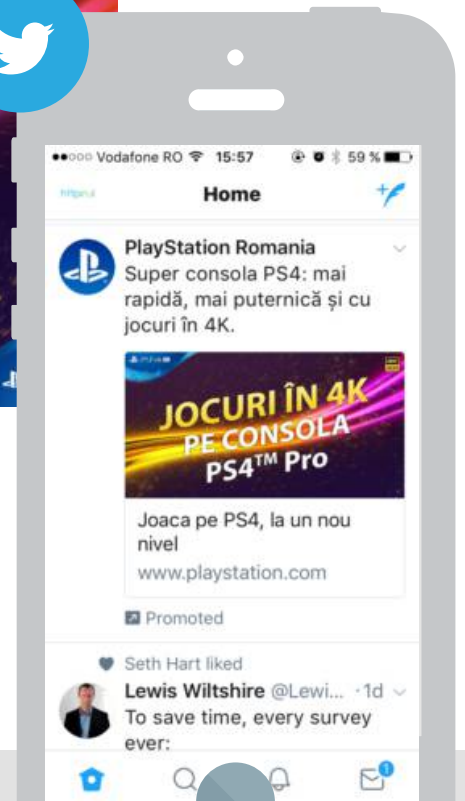 Vodafone RO 15:57 59 %
Home
PlayStation Romania
Super consola PS4: mai
rapidă, mai puternică și cu
jocuri în 4K.
JOCURI ÎN 4K
PE CONSOLA
PS4™ Pro
Joaca pe PS4, la un nou
nivel
www.playstation.com
Promoted
Seth Hart liked
Lewis Wiltshire @Lewi... · 1d
To save time, every survey
ever:
1